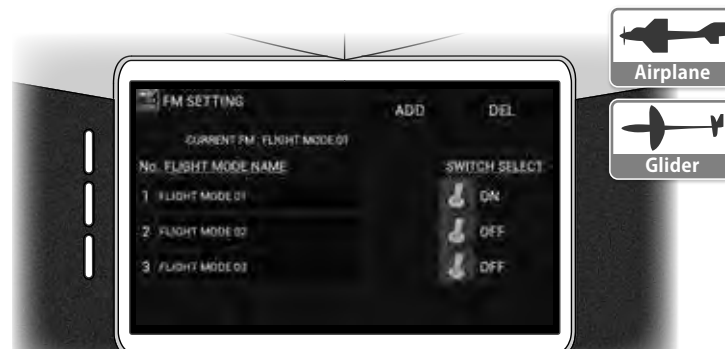 FM SETTING
ADD
DEL
CURRENT FM : FLIGHT MODE 01
No. FLIGHT MODE NAME
SWITCH SELECT
1 FLIGHT MODE 01
ON
2 FLIGHT MODE 02
OFF
3 FLIGHT MODE 03
OFF
Airplane
Glider